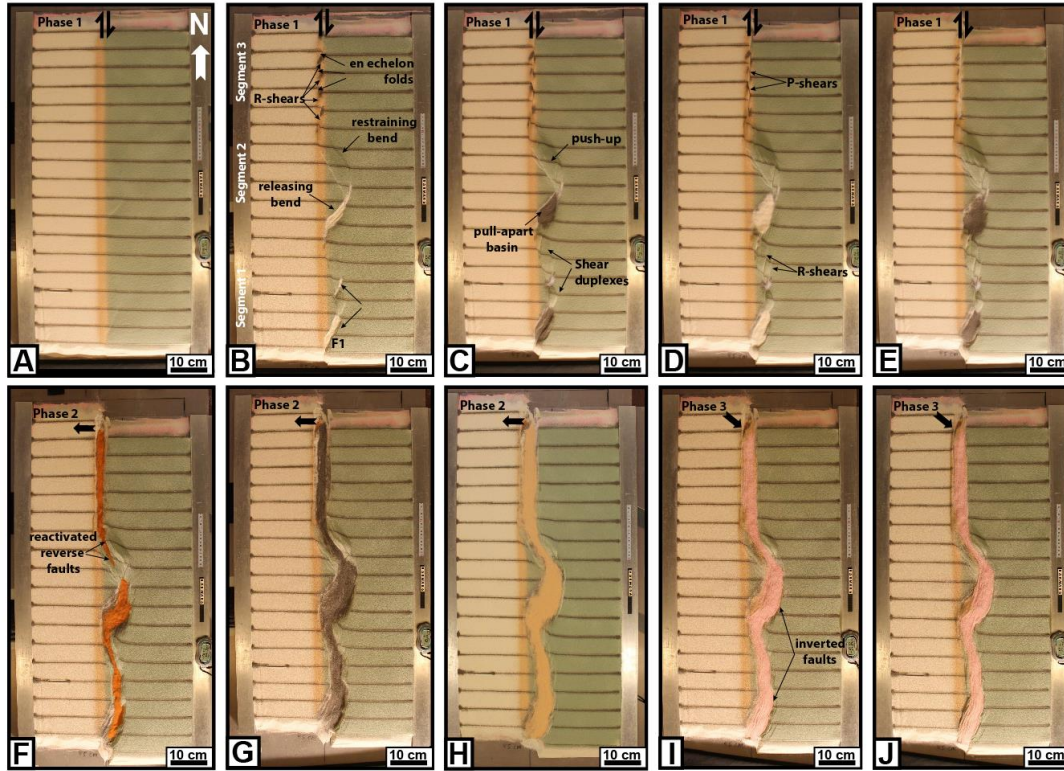 Phase 1
N
A
10 cm
Phase 1
Segment 3
Segment 2
Segment 1
en echelon
folds
R-shears
restraining
bend
releasing
bend
F1
B
10 cm
Phase 1
push-up
pull-apart
basin
Shear
duplexes
C
10 cm
Phase 1
P-shears
R-shears
D
10 cm
Phase 1
E
10 cm
Phase 2
reactivated
reverse
faults
F
10 cm
Phase 2
G
10 cm
Phase 2
H
10 cm
Phase 3
inverted
faults
I
10 cm
Phase 3
J
10 cm